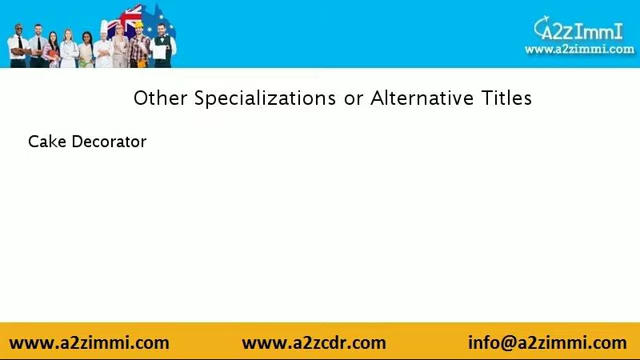 A2ZImmI
www.a2zimmi.com
Other Specializations or Alternative Titles
Cake Decorator
www.a2zimmi.com www.a2zcdr.com info@a2zimmi.com